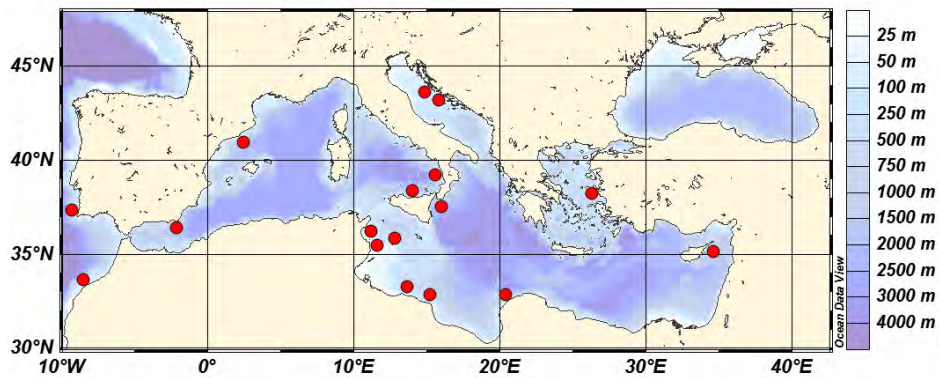 45°N
40°N
35°N
30°N
10°W
0°
10°E
20°E
30°E
40°E
Ocean Data View
25 m
50 m
100 m
250 m
500 m
750 m
1000 m
1500 m
2000 m
2500 m
3000 m
4000 m